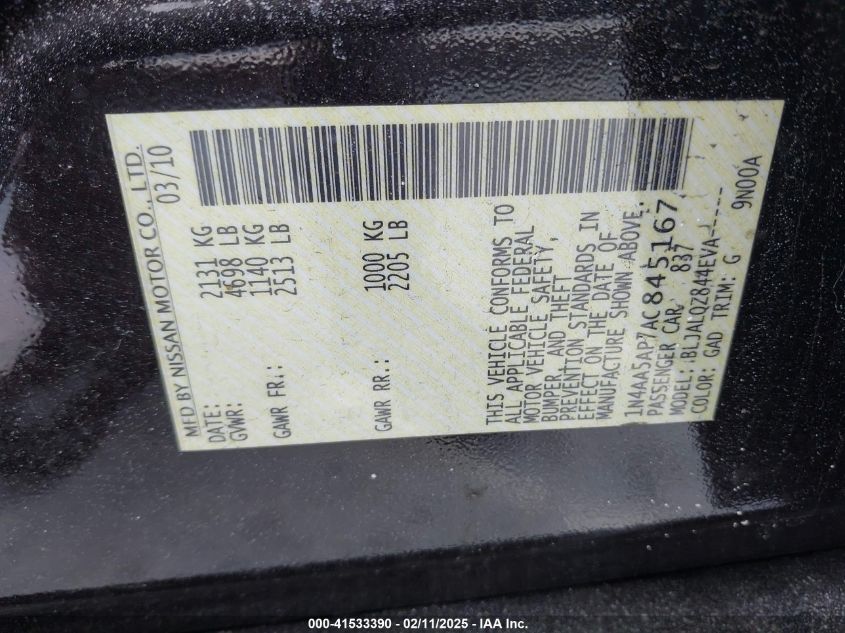 MFD BY NISSAN MOTOR CO., LTD.
DATE: 03/10
GVWR: 2131 KG
4698 LB
GAWR FR.: 1140 KG
2513 LB
GAWR RR.: 1000 KG
2205 LB
THIS VEHICLE CONFORMS TO
ALL APPLICABLE FEDERAL
MOTOR VEHICLE SAFETY,
BUMPER, AND THEFT
PREVENTION STANDARDS IN
EFFECT ON THE DATE OF
MANUFACTURE SHOWN ABOVE:
1N4AA5AP7AC845167
PASSENGER CAR, 837
MODEL: BLJALQZ844EVA-----
COLOR: GAD TRIM: G 9N00A
000-41533390 - 02/11/2025 - IAA Inc.